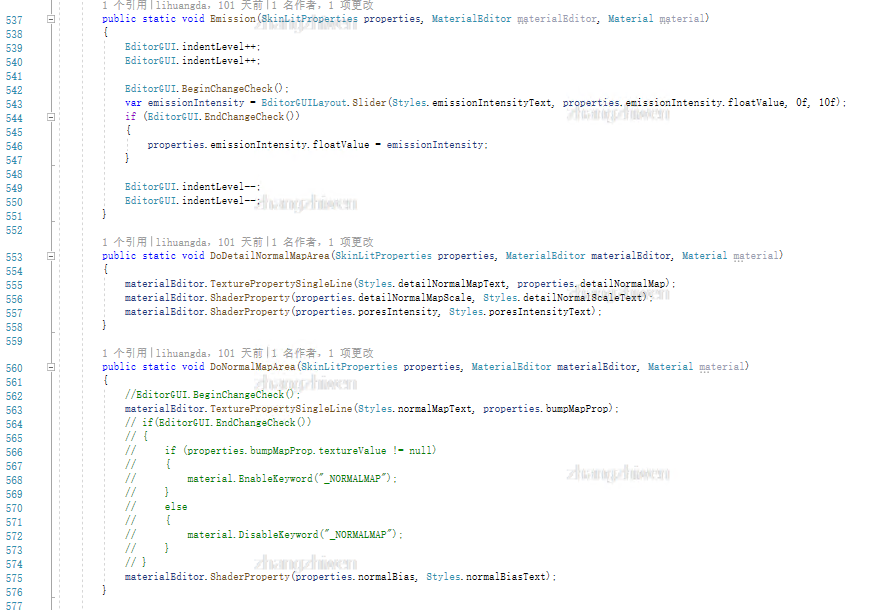 1 个引用|lihuangda，101 天前|1 名作者，1 项更改
537 public static void Emission(SkinLitProperties properties, MaterialEditor materialEditor, Material material)
538 {
539 EditorGUI.indentLevel++;
540 EditorGUI.indentLevel++;
541
542 EditorGUI.BeginChangeCheck();
543 var emissionIntensity = EditorGUILayout.Slider(Styles.emissionIntensityText, properties.emissionIntensity.floatValue, 0f, 10f);
544 if (EditorGUI.EndChangeCheck())
545 {
546 properties.emissionIntensity.floatValue = emissionIntensity;
547 }
548
549 EditorGUI.indentLevel--;
550 EditorGUI.indentLevel--;
551 }
552
1 个引用|lihuangda，101 天前|1 名作者，1 项更改
553 public static void DoDetailNormalMapArea(SkinLitProperties properties, MaterialEditor materialEditor, Material material)
554 {
555 materialEditor.TexturePropertySingleLine(Styles.detailNormalMapText, properties.detailNormalMap);
556 materialEditor.ShaderProperty(properties.detailNormalMapScale, Styles.detailNormalScaleText);
557 materialEditor.ShaderProperty(properties.poresIntensity, Styles.poresIntensityText);
558 }
559
1 个引用|lihuangda，101 天前|1 名作者，1 项更改
560 public static void DoNormalMapArea(SkinLitProperties properties, MaterialEditor materialEditor, Material material)
561 {
562 //EditorGUI.BeginChangeCheck();
563 materialEditor.TexturePropertySingleLine(Styles.normalMapText, properties.bumpMapProp);
564 // if(EditorGUI.EndChangeCheck())
565 // {
566 // if (properties.bumpMapProp.textureValue != null)
567 // {
568 // material.EnableKeyword("_NORMALMAP");
569 // }
570 // else
571 // {
572 // material.DisableKeyword("_NORMALMAP");
573 // }
574 // }
575 materialEditor.ShaderProperty(properties.normalBias, Styles.normalBiasText);
576 }
577
zhangzhiwen
zhangzhiwen
zhangzhiwen
zhangzhiwen
zhangzhiwen
zhangzhiwen
zhangzhiwen